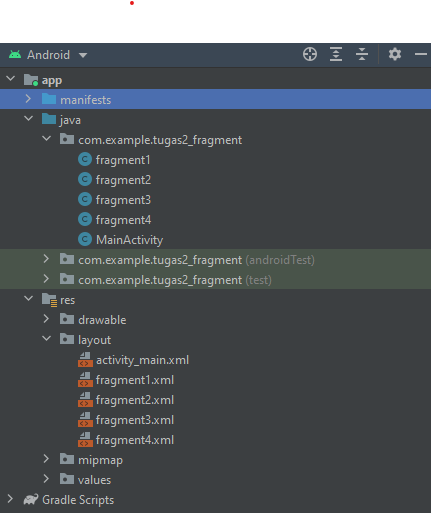 Android
app
manifests
java
com.example.tugas2_fragment
fragment1
fragment2
fragment3
fragment4
MainActivity
com.example.tugas2_fragment (androidTest)
com.example.tugas2_fragment (test)
res
drawable
layout
activity_main.xml
fragment1.xml
fragment2.xml
fragment3.xml
fragment4.xml
mipmap
values
Gradle Scripts